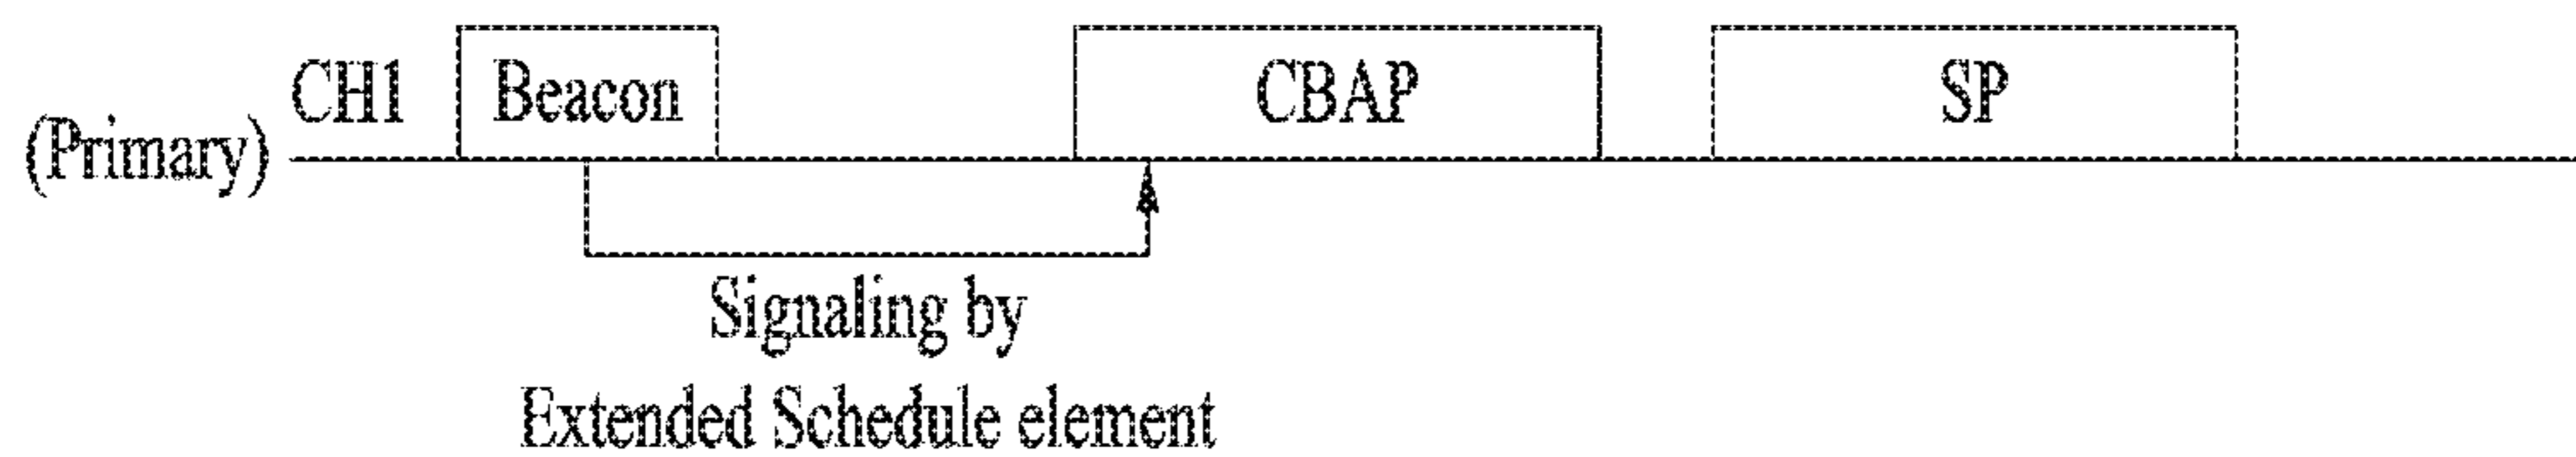 CH1
(Primary)
Beacon
CBAP
SP
Signaling by
Extended Schedule element